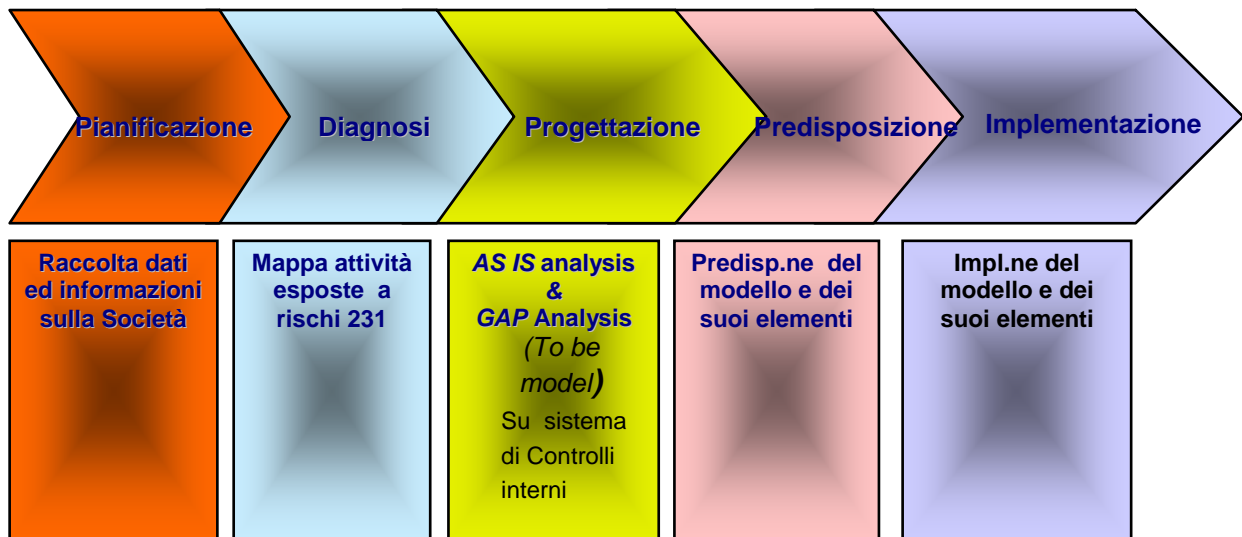 Pianificazione
Diagnosi
Progettazione
Predisposizione
Implementazione
Raccolta dati
ed informazioni
sulla Società
Mappa attività
esposte a
rischi 231
AS IS analysis
&
GAP Analysis
(To be
model)
Su sistema
di Controlli
interni
Predisp.ne del
modello e dei
suoi elementi
Impl.ne del
modello e dei
suoi elementi